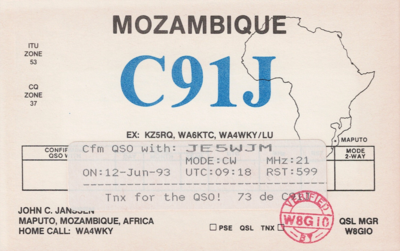 MOZAMBIQUE
ITU
ZONE
53
CQ
ZONE
37
C91J
EX: KZ5RQ, WA6KTC, WA4WKY/LU
MAPUTO
Cfm QSO with: JE5WJM
MODE:CW MHz:21
ON:12-Jun-93 UTC:09:18 RST:599
Tnx for the QSO! 73 de C91J
MODE
2-WAY
JOHN C. JANSSEN
MAPUTO, MOZAMBIQUE, AFRICA
HOME CALL: WA4WKY
PSE QSL TNX
VERIFIED
W8GIO
BY
QSL MGR
W8GIO